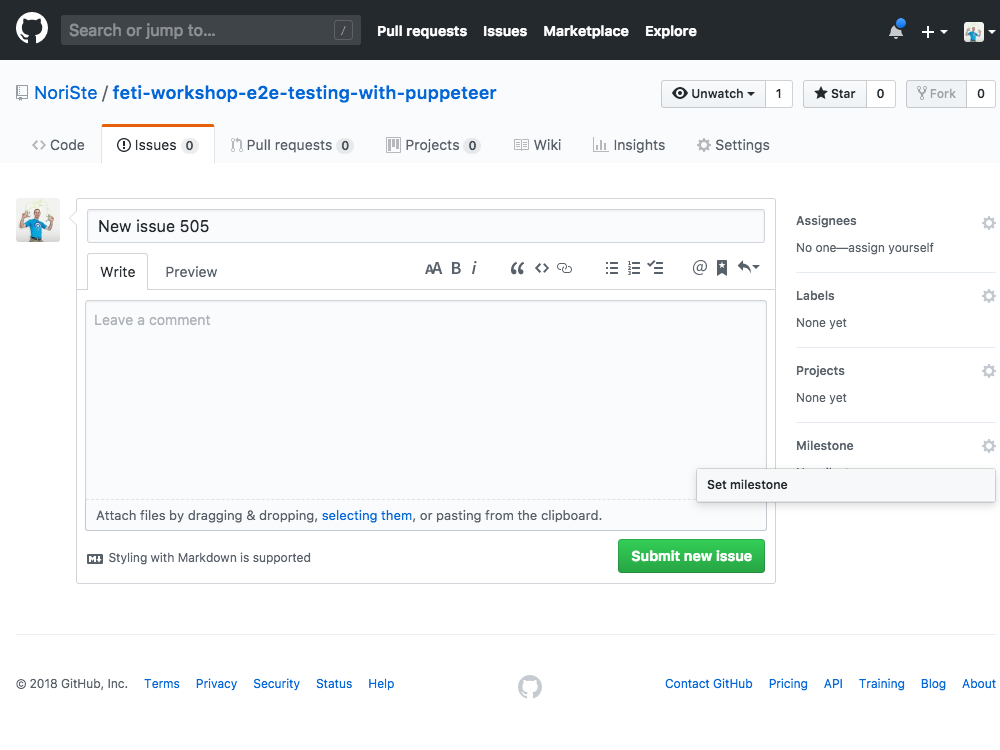 Search or jump to... / Pull requests Issues Marketplace Explore
NoriSte / feti-workshop-e2e-testing-with-puppeteer Unwatch 1 Star 0 Fork 0
Code Issues 0 Pull requests 0 Projects 0 Wiki Insights Settings
New issue 505
Assignees
No one—assign yourself
Write Preview AA B i “ <> @
Leave a comment
Labels
None yet
Projects
None yet
Milestone
Set milestone
Attach files by dragging & dropping, selecting them, or pasting from the clipboard.
Styling with Markdown is supported Submit new issue
© 2018 GitHub, Inc. Terms Privacy Security Status Help Contact GitHub Pricing API Training Blog About